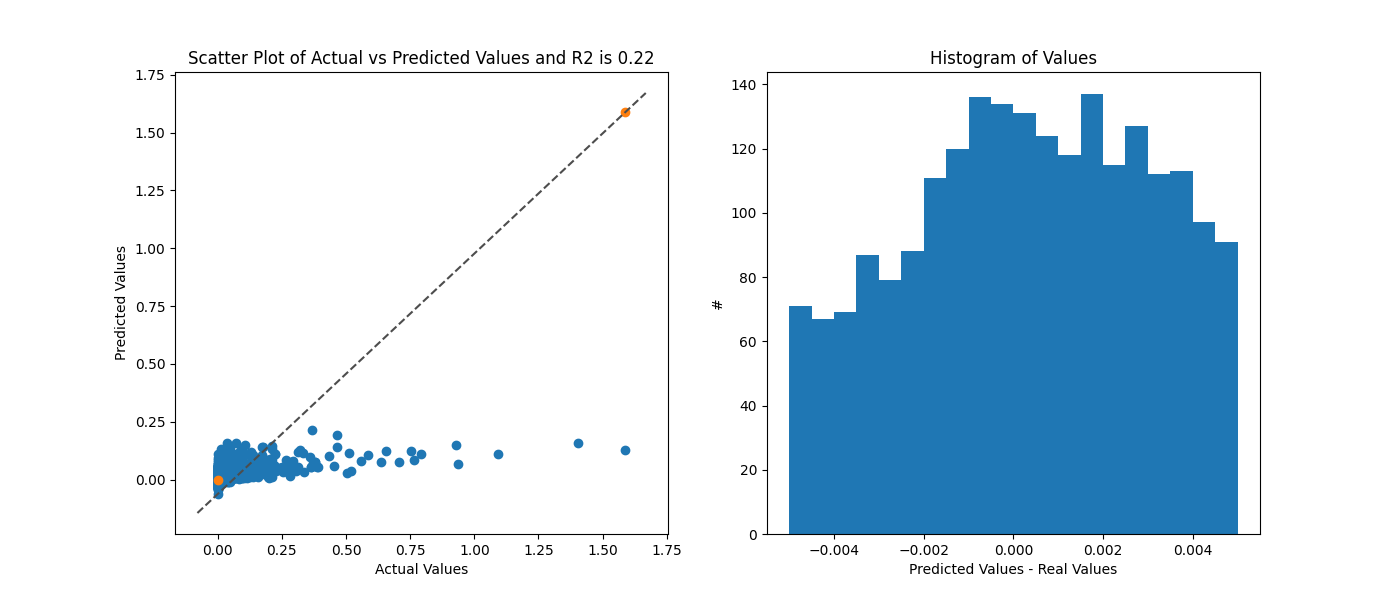 Scatter Plot of Actual vs Predicted Values and R2 is 0.22
1.75
1.50
1.25
1.00
0.75
0.50
0.25
0.00
Predicted Values
0.00 0.25 0.50 0.75 1.00 1.25 1.50 1.75
Actual Values
Histogram of Values
140
120
100
80
60
40
20
0
#
−0.004 −0.002 0.000 0.002 0.004
Predicted Values - Real Values